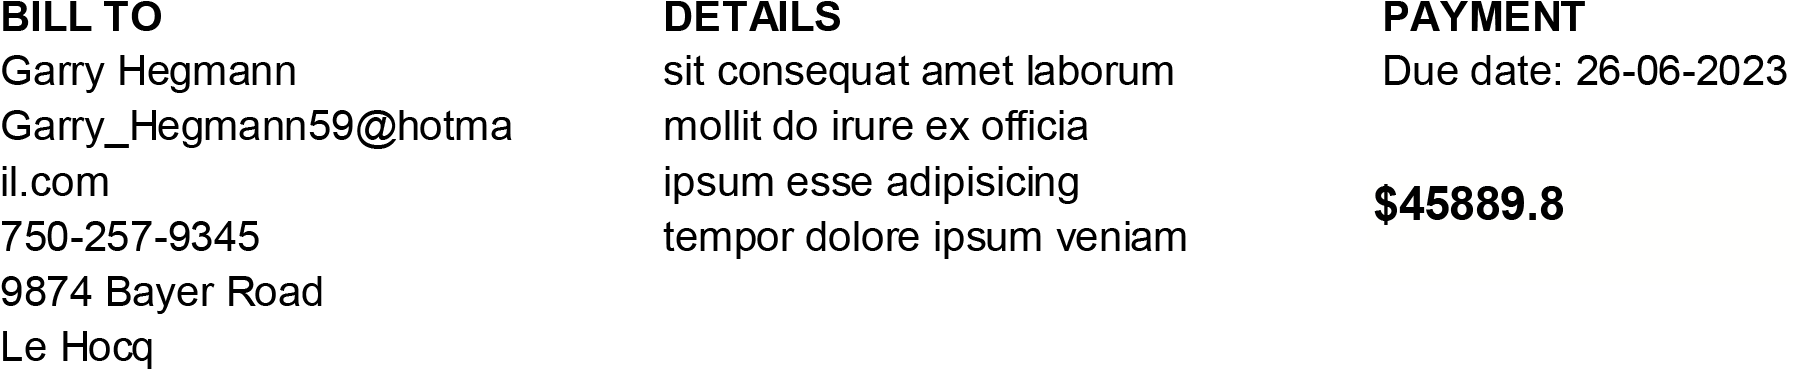 BILL TO
Garry Hegmann
Garry_Hegmann59@hotma
il.com
750-257-9345
9874 Bayer Road
Le Hocq
DETAILS
sit consequat amet laborum
mollit do irure ex officia
ipsum esse adipisicing
tempor dolore ipsum veniam
PAYMENT
Due date: 26-06-2023
$45889.8